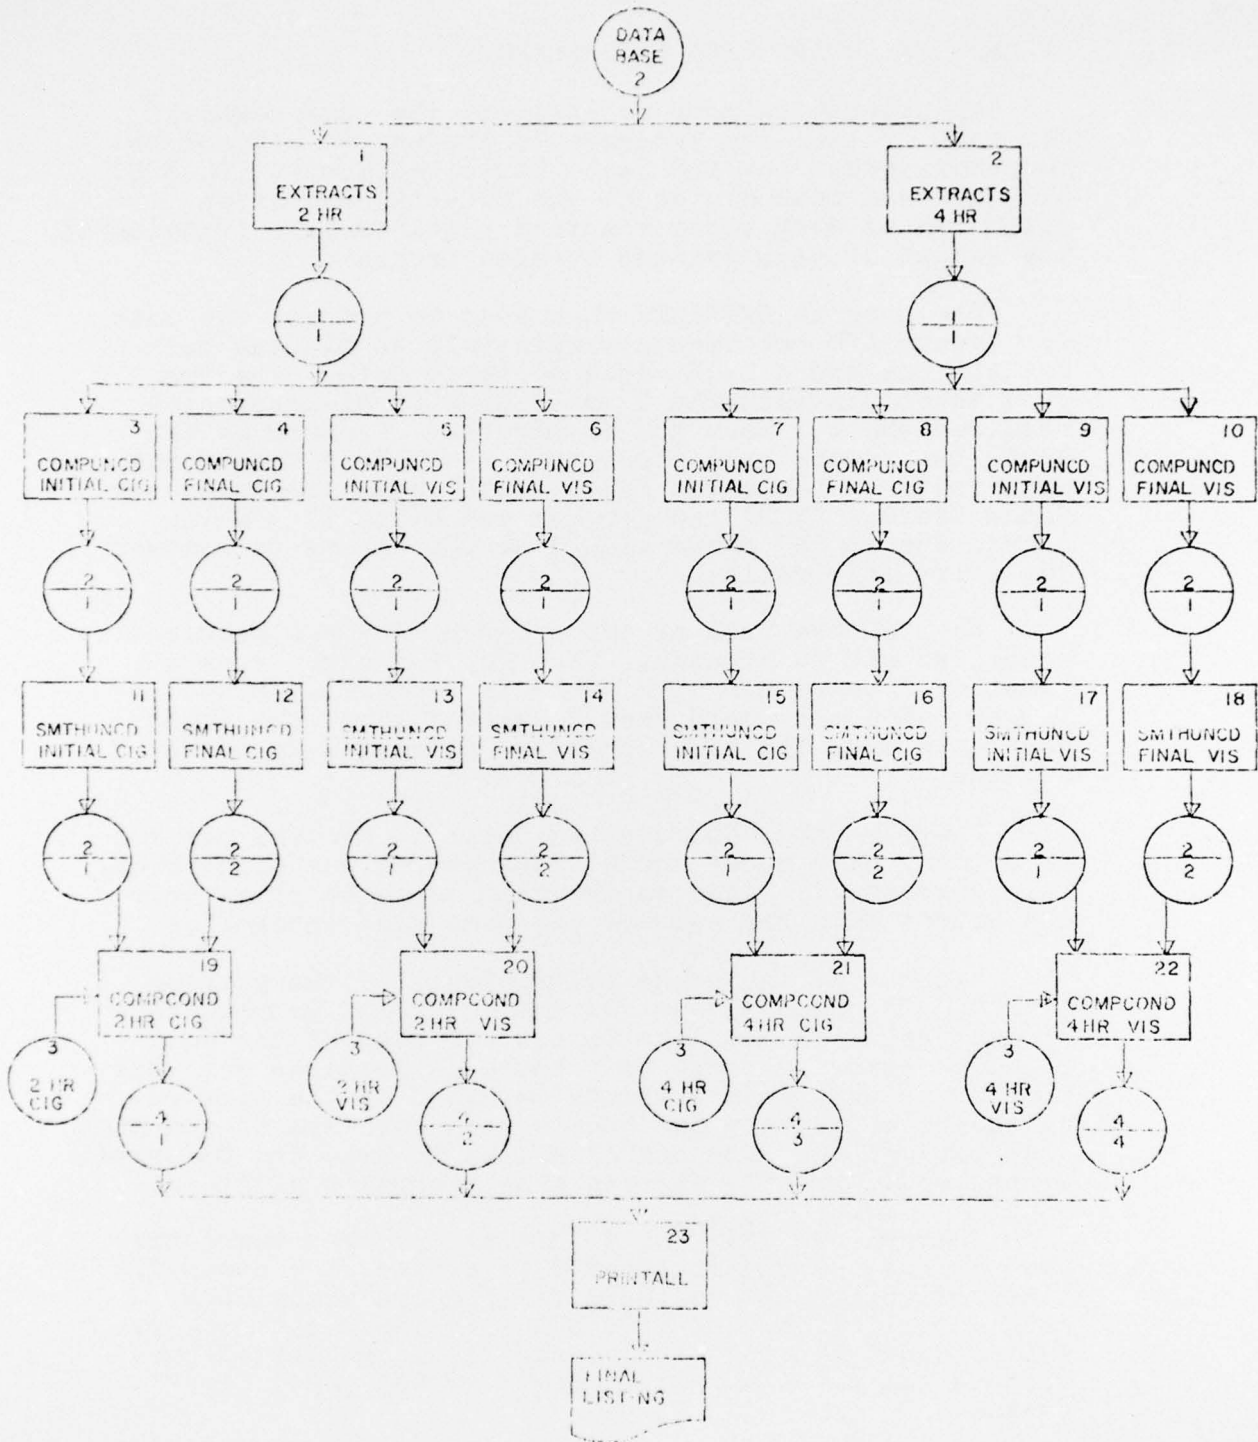 DATA
BASE
2
1
EXTRACTS
2 HR
2
EXTRACTS
4 HR
1
1
1
1
3
COMPUNCD
INITIAL CIG
4
COMPUNCD
FINAL CIG
5
COMPUNCD
INITIAL VIS
6
COMPUNCD
FINAL VIS
7
COMPUNCD
INITIAL CIG
8
COMPUNCD
FINAL CIG
9
COMPUNCD
INITIAL VIS
10
COMPUNCD
FINAL VIS
2
1
2
1
2
1
2
1
2
1
2
1
2
1
2
1
11
SMTHUNCD
INITIAL CIG
12
SMTHUNCD
FINAL CIG
13
SMTHUNCD
INITIAL VIS
14
SMTHUNCD
FINAL VIS
15
SMTHUNCD
INITIAL CIG
16
SMTHUNCD
FINAL CIG
17
SMTHUNCD
INITIAL VIS
18
SMTHUNCD
FINAL VIS
2
1
2
2
2
1
2
2
2
1
2
2
2
1
2
2
19
COMPCOND
2 HR CIG
20
COMPCOND
2 HR VIS
21
COMPCOND
4 HR CIG
22
COMPCOND
4 HR VIS
3
2 HR
CIG
3
2 HR
VIS
3
4 HR
CIG
3
4 HR
VIS
4
1
4
2
4
3
4
4
23
PRINTALL
FINAL
LISTING